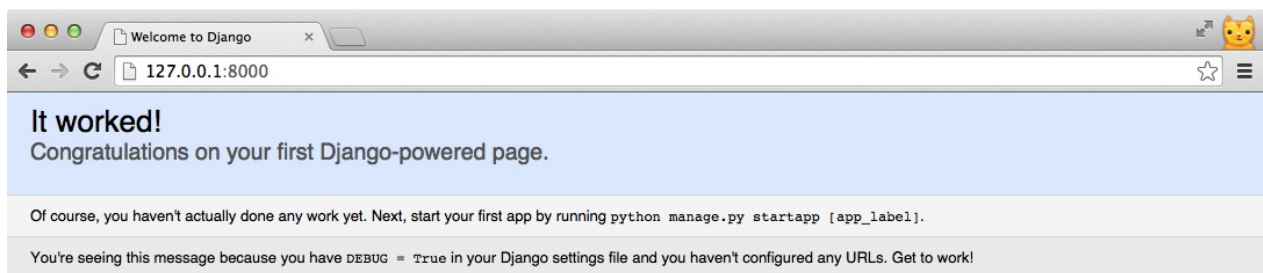 Welcome to Django
127.0.0.1:8000
It worked!
Congratulations on your first Django-powered page.
Of course, you haven't actually done any work yet. Next, start your first app by running python manage.py startapp [app_label].
You're seeing this message because you have DEBUG = True in your Django settings file and you haven't configured any URLs. Get to work!